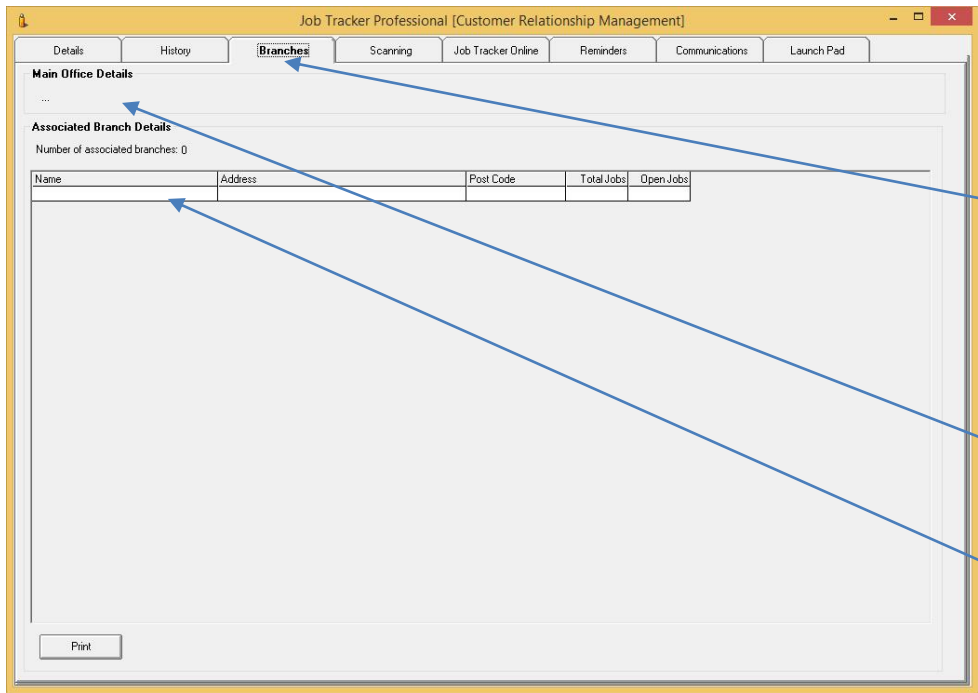 Job Tracker Professional [Customer Relationship Management]
Details History Branches Scanning Job Tracker Online Reminders Communications Launch Pad
Main Office Details
...
Associated Branch Details
Number of associated branches: 0
Name Address Post Code Total Jobs Open Jobs
Print